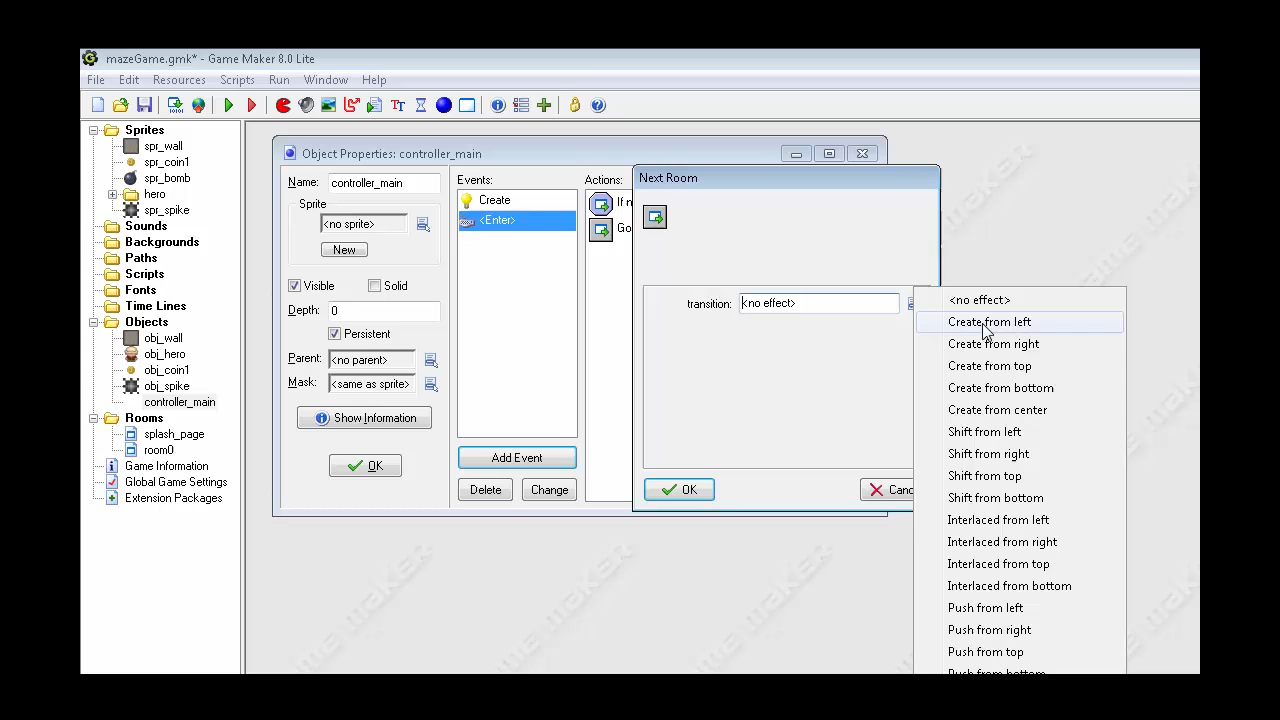 mazeGame.gmk* - Game Maker 8.0 Lite
File Edit Resources Scripts Run Window Help
Sprites
spr_wall
spr_coin1
spr_bomb
hero
spr_spike
Sounds
Backgrounds
Paths
Scripts
Fonts
Time Lines
Objects
obj_wall
obj_hero
obj_coin1
obj_spike
controller_main
Rooms
splash_page
room0
Game Information
Global Game Settings
Extension Packages
Object Properties: controller_main
Name: controller_main
Sprite
<no sprite>
New
Visible Solid
Depth: 0
Persistent
Parent: <no parent>
Mask: <same as sprite>
Show Information
OK
Events:
Create
<Enter>
Add Event
Delete Change
Actions:
If n
Go
Next Room
transition: <no effect>
OK Canc
<no effect>
Create from left
Create from right
Create from top
Create from bottom
Create from center
Shift from left
Shift from right
Shift from top
Shift from bottom
Interlaced from left
Interlaced from right
Interlaced from top
Interlaced from bottom
Push from left
Push from right
Push from top
Push from bottom